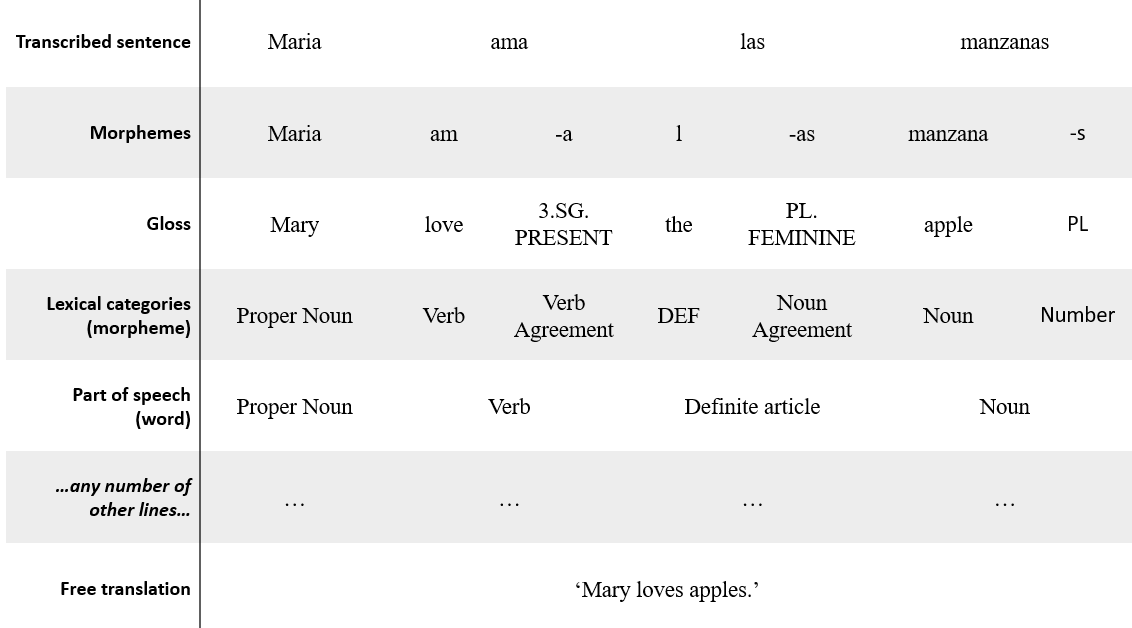 Transcribed sentence Maria ama las manzanas
Morphemes Maria am -a l -as manzana -s
Gloss Mary love 3.SG. PRESENT the PL. FEMININE apple PL
Lexical categories (morpheme) Proper Noun Verb Verb Agreement DEF Noun Agreement Noun Number
Part of speech (word) Proper Noun Verb Definite article Noun
...any number of other lines... … … … …
Free translation ‘Mary loves apples.’